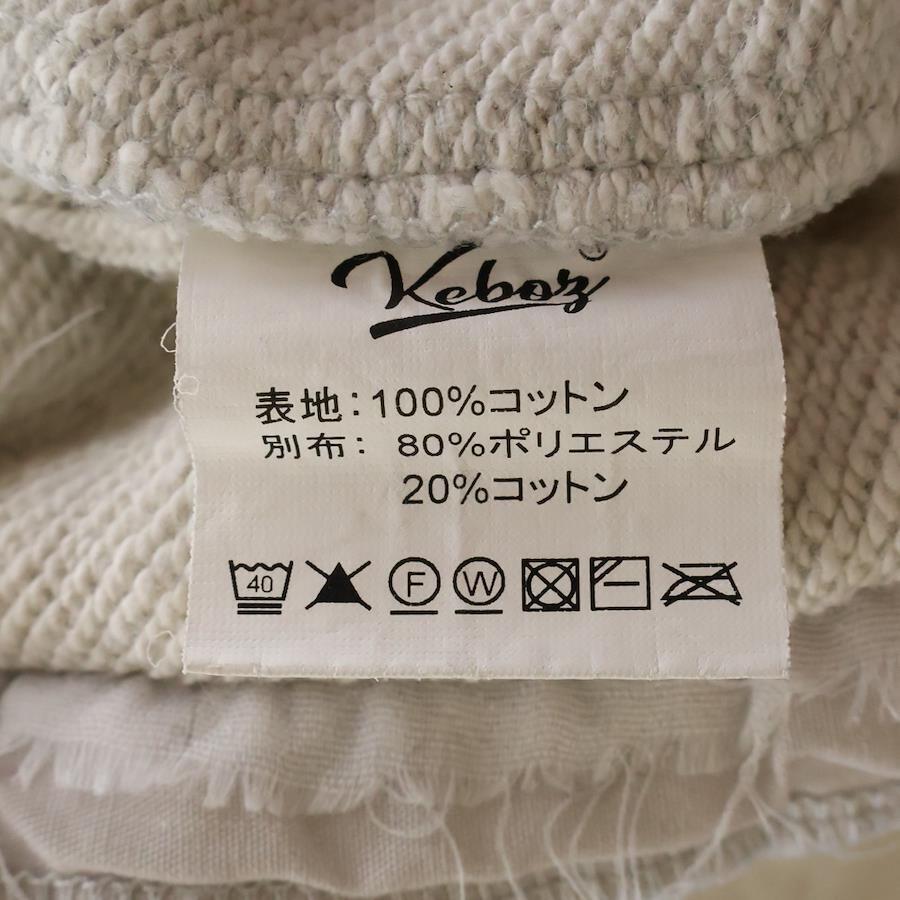 Keboz
表地：100%コットン
別布： 80%ポリエステル
20%コットン
40 F W